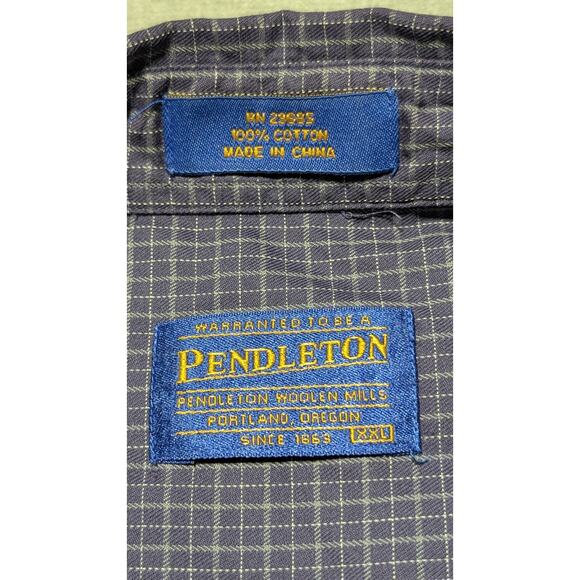 RN 29685
100% COTTON
MADE IN CHINA
WARRANTED TO BE A
PENDLETON
PENDLETON WOOLEN MILLS
PORTLAND, OREGON
SINCE 1863 XXL